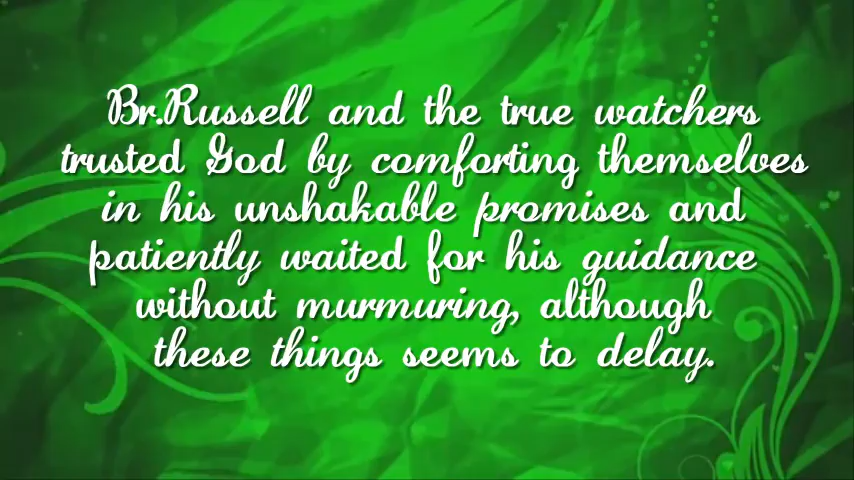 Br.Russell and the true watchers
trusted God by comforting themselves
in his unshakable promises and
patiently waited for his guidance
without murmuring, although
these things seems to delay.